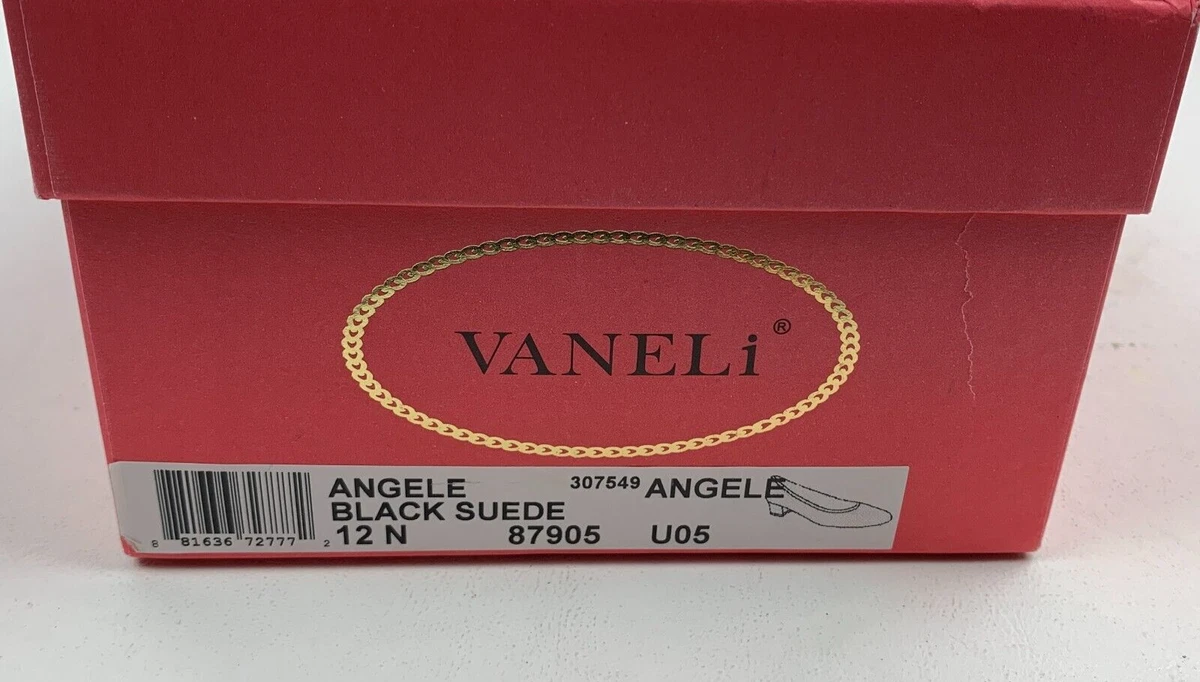 VANELi®
ANGELE 307549 ANGELE
BLACK SUEDE
12 N 87905 U05
8 81636 72777 2